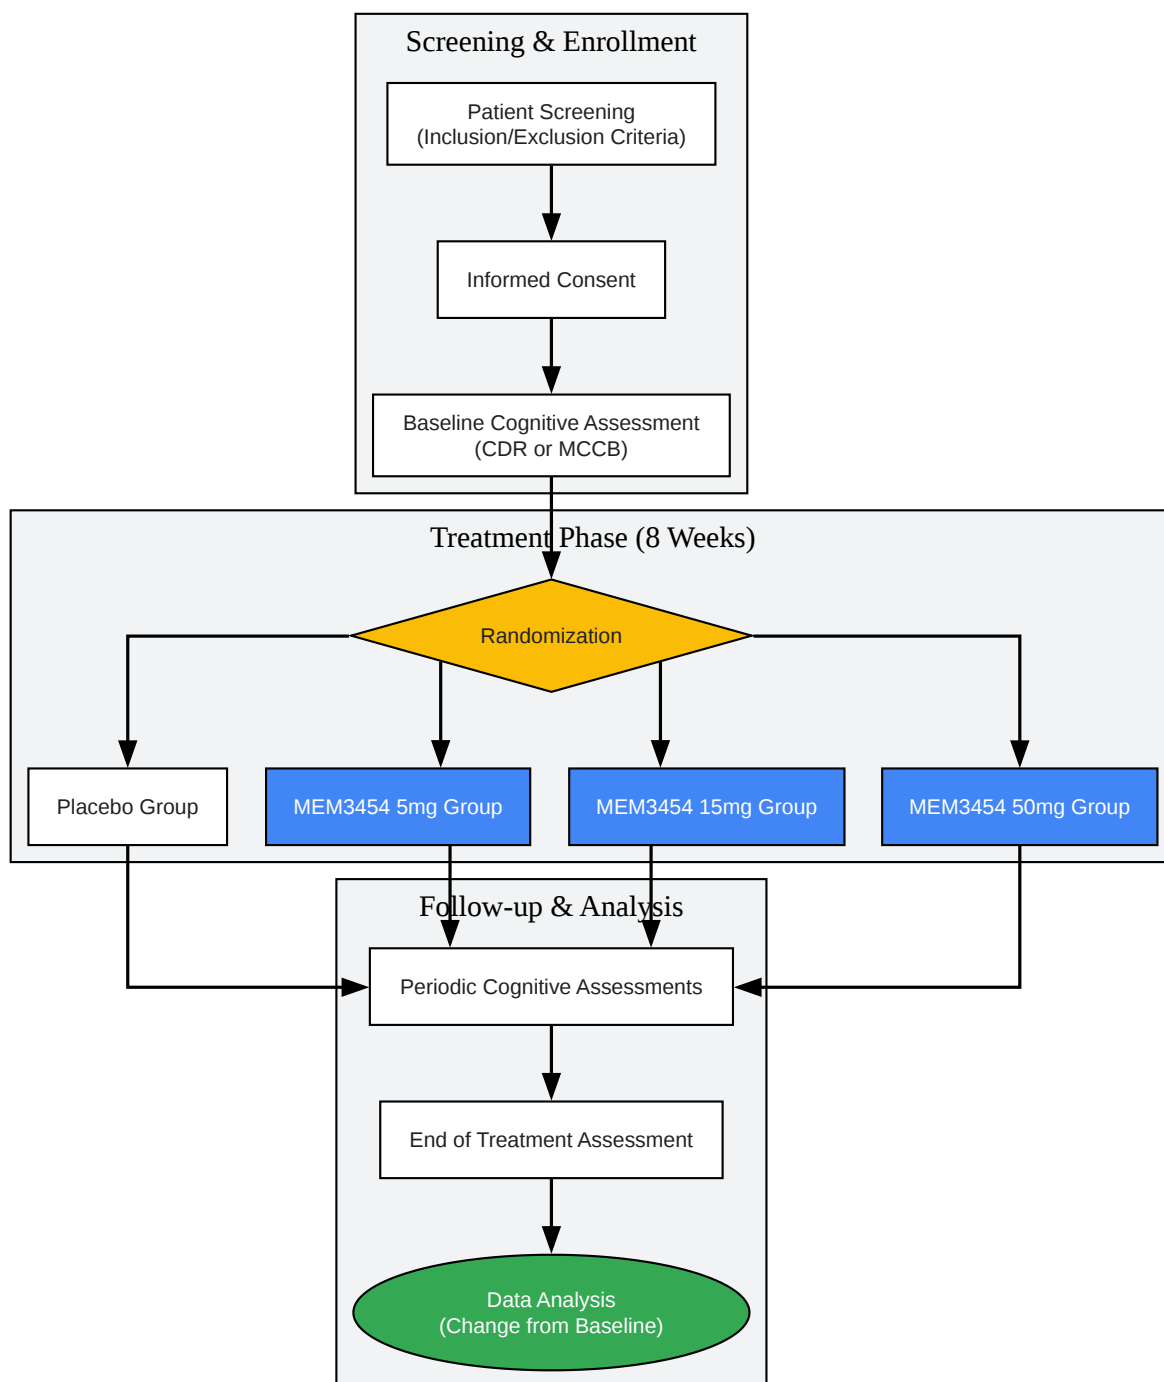 Screening & Enrollment
Patient Screening
(Inclusion/Exclusion Criteria)
Informed Consent
Baseline Cognitive Assessment
(CDR or MCCB)
Treatment Phase (8 Weeks)
Randomization
Placebo Group
MEM3454 5mg Group
MEM3454 15mg Group
MEM3454 50mg Group
Follow-up & Analysis
Periodic Cognitive Assessments
End of Treatment Assessment
Data Analysis
(Change from Baseline)